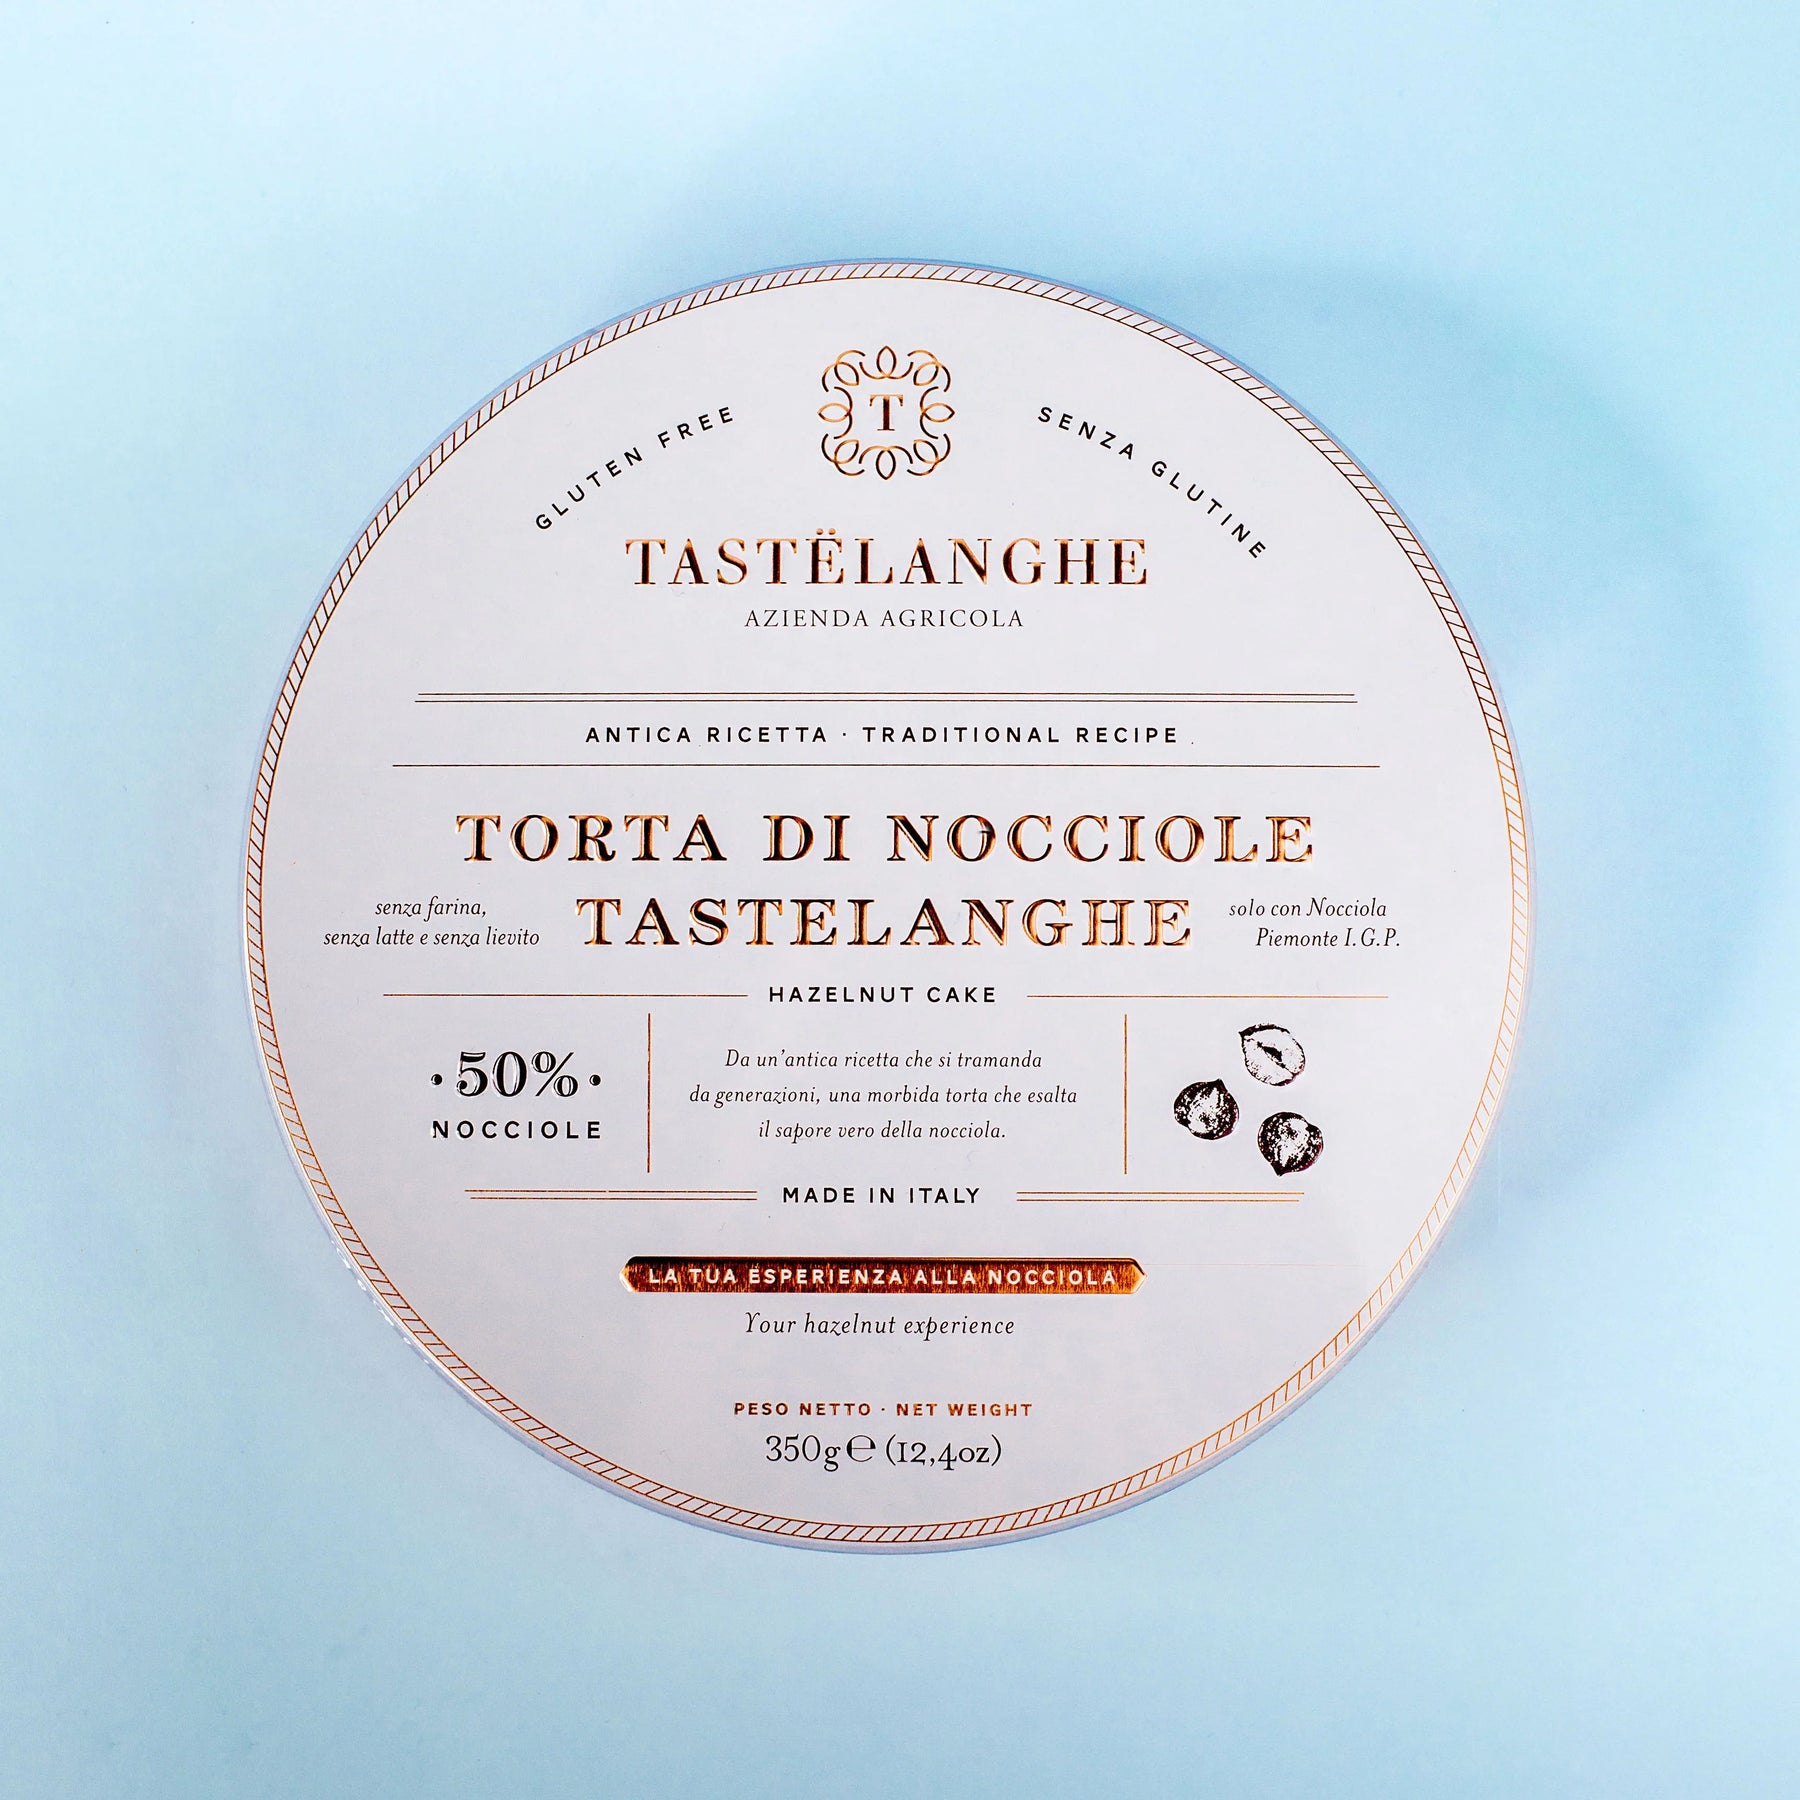 T
GLUTEN FREE
SENZA GLUTINE
TASTËLANGHE
AZIENDA AGRICOLA
ANTICA RICETTA · TRADITIONAL RECIPE
TORTA DI NOCCIOLE
TASTELANGHE
senza farina,
senza latte e senza lievito
solo con Nocciola
Piemonte I.G.P.
HAZELNUT CAKE
·50%·
NOCCIOLE
Da un'antica ricetta che si tramanda
da generazioni, una morbida torta che esalta
il sapore vero della nocciola.
MADE IN ITALY
LA TUA ËSPERIENZA ALLA NOCCIOLA
Your hazelnut experience
PESO NETTO · NET WEIGHT
350g℮ (12,4oz)